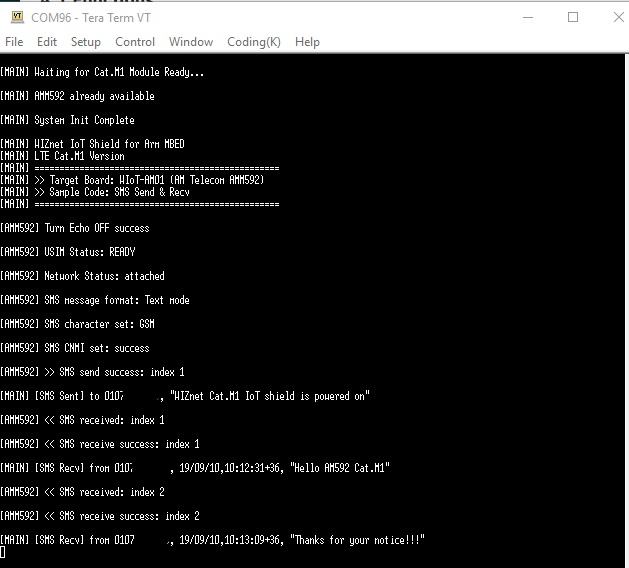 COM96 - Tera Term VT
File Edit Setup Control Window Coding(K) Help
[MAIN] Waiting for Cat.M1 Module Ready...
[MAIN] AMM592 already available
[MAIN] System Init Complete
[MAIN] WIZnet IoT Shield for Arm MBED
[MAIN] LTE Cat.M1 Version
[MAIN] =================================================
[MAIN] >> Target Board: WIoT-AM01 (AM Telecom AMM592)
[MAIN] >> Sample Code: SMS Send & Recv
[MAIN] =================================================
[AMM592] Turn Echo OFF success
[AMM592] USIM Status: READY
[AMM592] Network Status: attached
[AMM592] SMS message format: Text mode
[AMM592] SMS character set: GSM
[AMM592] SMS CNMI set: success
[AMM592] >> SMS send success: index 1
[MAIN] [SMS Sent] to 0107 , "WIZnet Cat.M1 IoT shield is powered on"
[AMM592] << SMS received: index 1
[AMM592] << SMS receive success: index 1
[MAIN] [SMS Recv] from 0107 , 19/09/10,10:12:31+36, "Hello AM592 Cat.M1"
[AMM592] << SMS received: index 2
[AMM592] << SMS receive success: index 2
[MAIN] [SMS Recv] from 0107 , 19/09/10,10:13:09+36, "Thanks for your notice!!!"